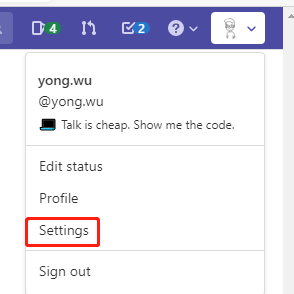 4
2
yong.wu
@yong.wu
Talk is cheap. Show me the code.
Edit status
Profile
Settings
Sign out